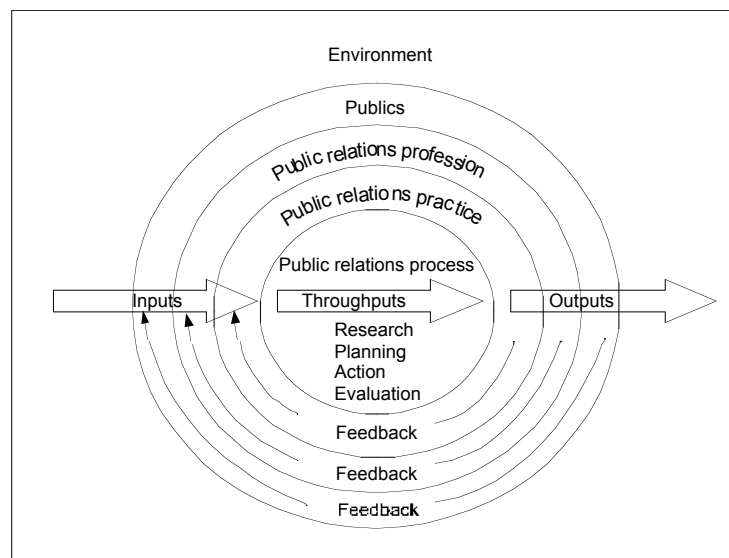 Environment
Publics
Public relations profession
Public relations practice
Public relations process
Inputs
Throughputs
Outputs
Research
Planning
Action
Evaluation
Feedback
Feedback
Feedback